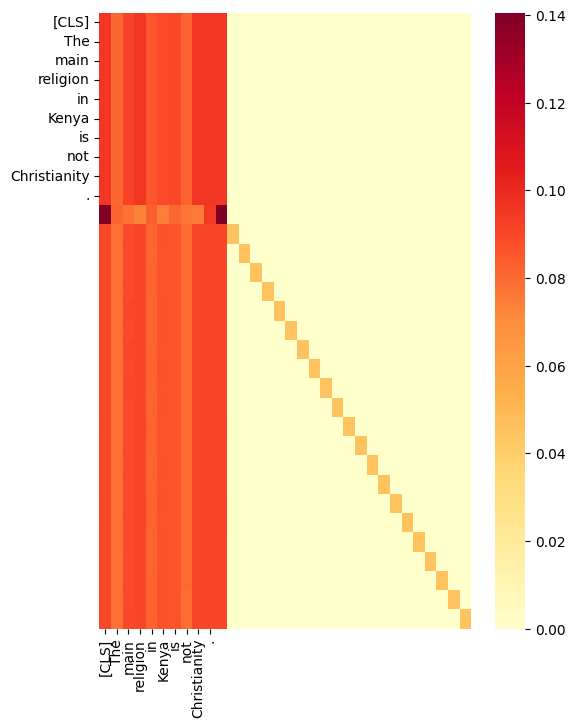 [CLS]
The
main
religion
in
Kenya
is
not
Christianity
.
0.14
0.12
0.10
0.08
0.06
0.04
0.02
0.00
[CLS]
The
main
religion
in
Kenya
is
not
Christianity
.